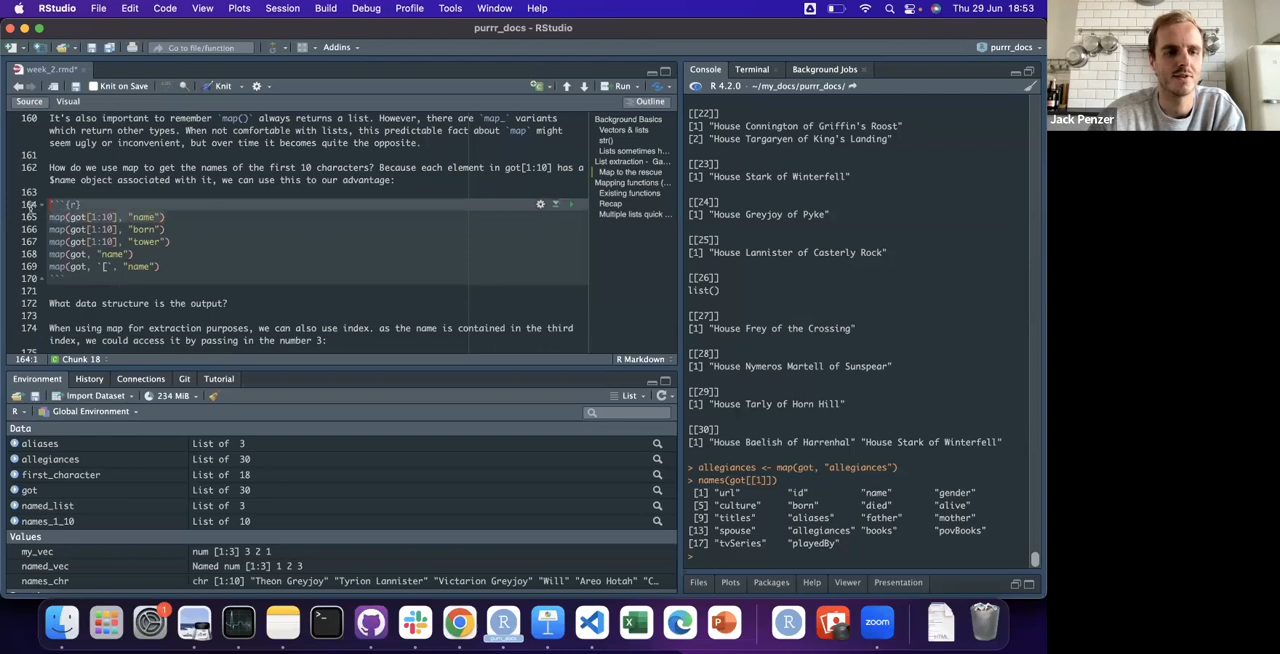 RStudio File Edit Code View Plots Session Build Debug Profile Tools Window Help Thu 29 Jun 18:53
purrr_docs - RStudio
Go to file/function Addins purrr_docs
week_2.rmd*
Knit on Save Knit Run
Source Visual Outline
160 It's also important to remember `map()` always returns a list. However, there are `map_` variants
which return other types. When not comfortable with lists, this predictable fact about `map` might
seem ugly or inconvenient, but over time it becomes quite the opposite.
161
162 How do we use map to get the names of the first 10 characters? Because each element in got[1:10] has a
$name object associated with it, we can use this to our advantage:
163
164 ```{r}
165 map(got[1:10], "name")
166 map(got[1:10], "born")
167 map(got[1:10], "tower")
168 map(got, "name")
169 map(got, `[`, "name")
170 ```
171
172 What data structure is the output?
173
174 When using map for extraction purposes, we can also use index. as the name is contained in the third
index, we could access it by passing in the number 3:
175
164:1 Chunk 18 R Markdown
Background Basics
Vectors & lists
str()
Lists sometimes h...
List extraction - Ga...
Map to the rescue
Mapping functions (...
Existing functions
Recap
Multiple lists quick ...
Environment History Connections Git Tutorial
Import Dataset 234 MiB List
R Global Environment
Data
aliases List of 3
allegiances List of 30
first_character List of 18
got List of 30
named_list List of 3
names_1_10 List of 10
Values
my_vec num [1:3] 3 2 1
named_vec Named num [1:3] 1 2 3
names_chr chr [1:10] "Theon Greyjoy" "Tyrion Lannister" "Victarion Greyjoy" "Will" "Areo Hotah" "C...
Console Terminal Background Jobs
R 4.2.0 · ~/my_docs/purrr_docs/
[[22]]
[1] "House Connington of Griffin's Roost"
[2] "House Targaryen of King's Landing"
[[23]]
[1] "House Stark of Winterfell"
[[24]]
[1] "House Greyjoy of Pyke"
[[25]]
[1] "House Lannister of Casterly Rock"
[[26]]
list()
[[27]]
[1] "House Frey of the Crossing"
[[28]]
[1] "House Nymeros Martell of Sunspear"
[[29]]
[1] "House Tarly of Horn Hill"
[[30]]
[1] "House Baelish of Harrenhal" "House Stark of Winterfell"
> allegiances <- map(got, "allegiances")
> names(got[[1]])
[1] "url" "id" "name" "gender"
[5] "culture" "born" "died" "alive"
[9] "titles" "aliases" "father" "mother"
[13] "spouse" "allegiances" "books" "povBooks"
[17] "tvSeries" "playedBy"
>
Files Plots Packages Help Viewer Presentation
Jack Penzer
1
R
R
zoom
HTML